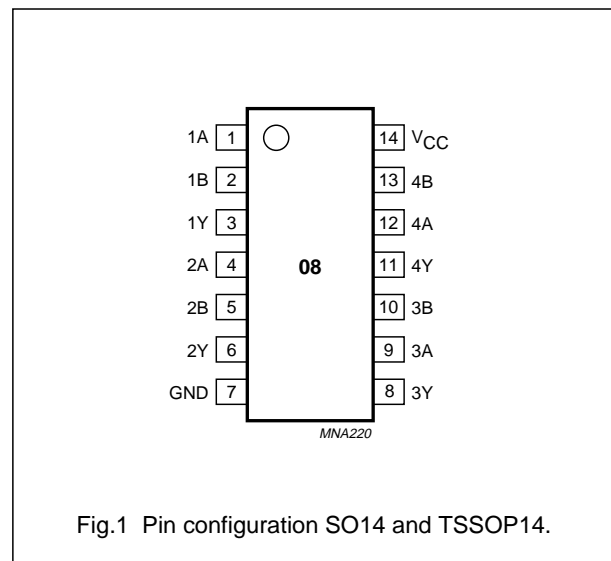 1A 1 14 VCC
1B 2 13 4B
1Y 3 12 4A
2A 4 08 11 4Y
2B 5 10 3B
2Y 6 9 3A
GND 7 8 3Y
MNA220
Fig.1 Pin configuration SO14 and TSSOP14.